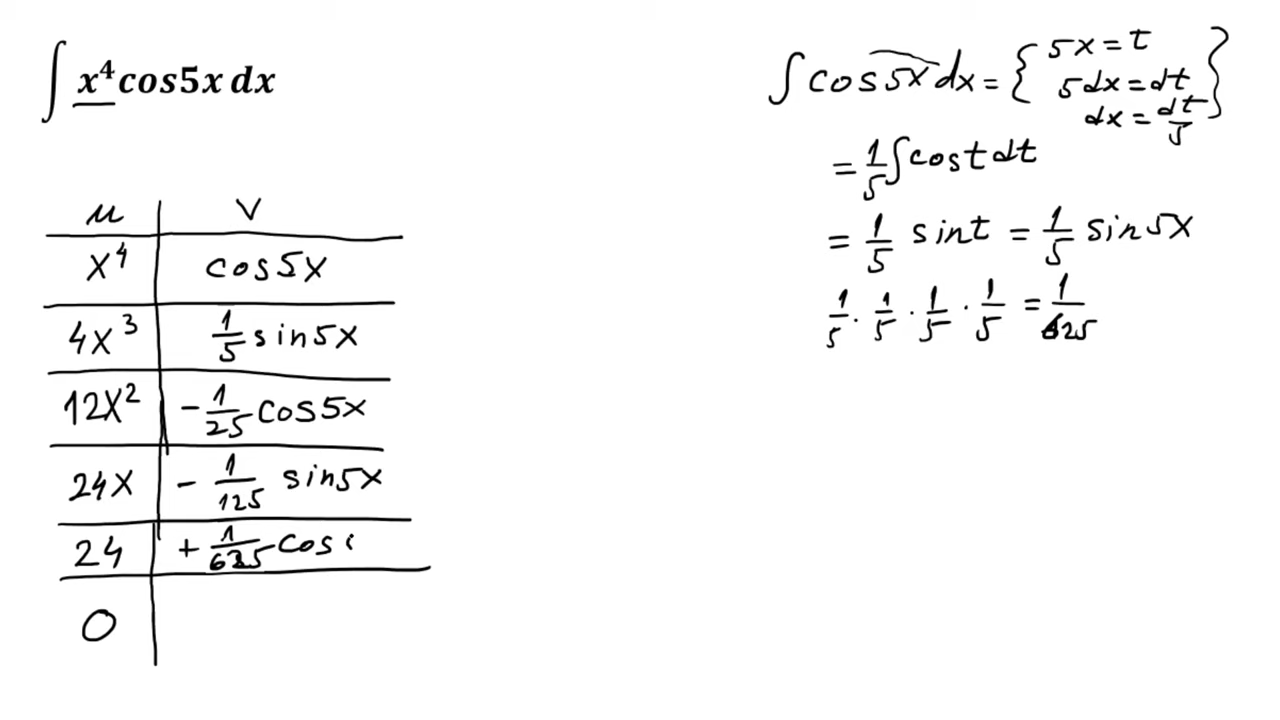 ∫ x⁴cos5x dx
u | v
x⁴ | cos5x
4x³ | 1/5 sin5x
12x² | - 1/25 cos5x
24x | - 1/125 sin5x
24 | + 1/625 cos
0 |
∫ cos5x dx = { 5x = t
5dx = dt
dx = dt/5 }
= 1/5 ∫ cost dt
= 1/5 sint = 1/5 sin5x
1/5 · 1/5 · 1/5 · 1/5 = 1/625